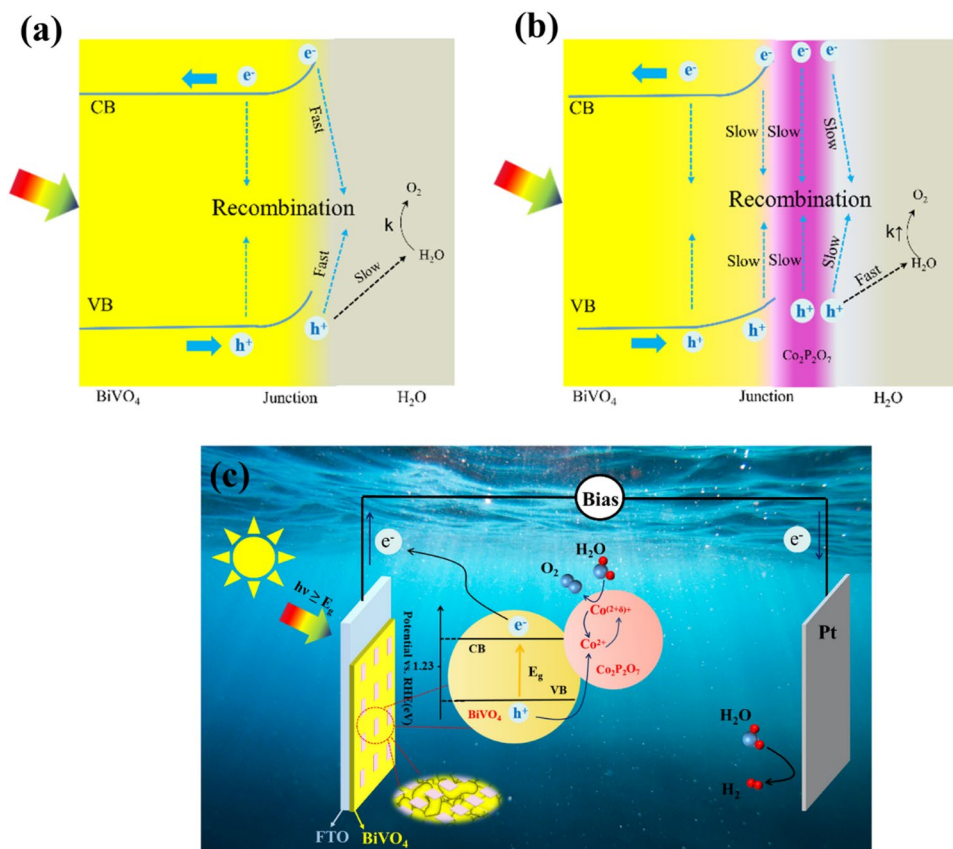 (a)
e⁻
e⁻
CB
Fast
Recombination
O₂
k
H₂O
Fast
Slow
VB
h⁺
h⁺
BiVO₄
Junction
H₂O
(b)
e⁻
e⁻
e⁻
e⁻
CB
Slow
Slow
Slow
Recombination
O₂
k↑
H₂O
Slow
Slow
Slow
Fast
VB
h⁺
h⁺
h⁺
h⁺
Co₂P₂O₇
BiVO₄
Junction
H₂O
(c)
Bias
e⁻
e⁻
hν ≥ Eg
H₂O
O₂
Co⁽²⁺ᵟ⁾⁺
Co²⁺
Co₂P₂O₇
Potential vs. RHE(eV)
1.23
e⁻
CB
Eg
VB
BiVO₄
h⁺
Pt
H₂O
H₂
FTO
BiVO₄